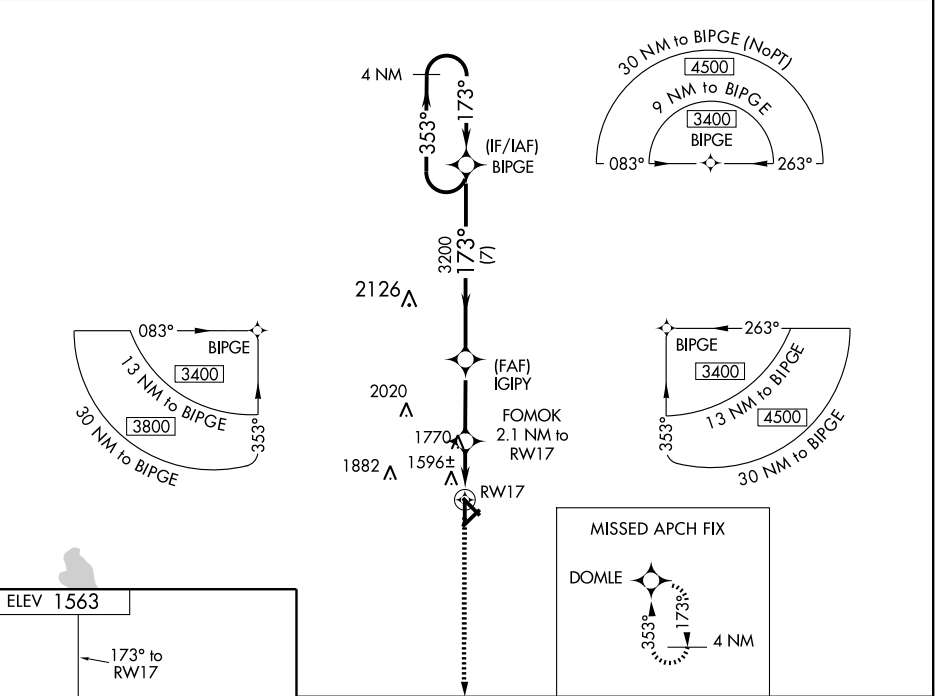 30 NM to BIPGE (NoPT)
4500
9 NM to BIPGE
3400
BIPGE
083°
263°
4 NM
353°
173°
(IF/IAF)
BIPGE
3200
173°
(7)
2126
083°
BIPGE
3400
13 NM to BIPGE
3800
30 NM to BIPGE
353°
(FAF)
IGIPY
2020
FOMOK
2.1 NM to
RW17
1770
1882
1596±
RW17
263°
BIPGE
3400
13 NM to BIPGE
4500
30 NM to BIPGE
353°
MISSED APCH FIX
DOMLE
353°
173°
4 NM
ELEV 1563
173° to
RW17